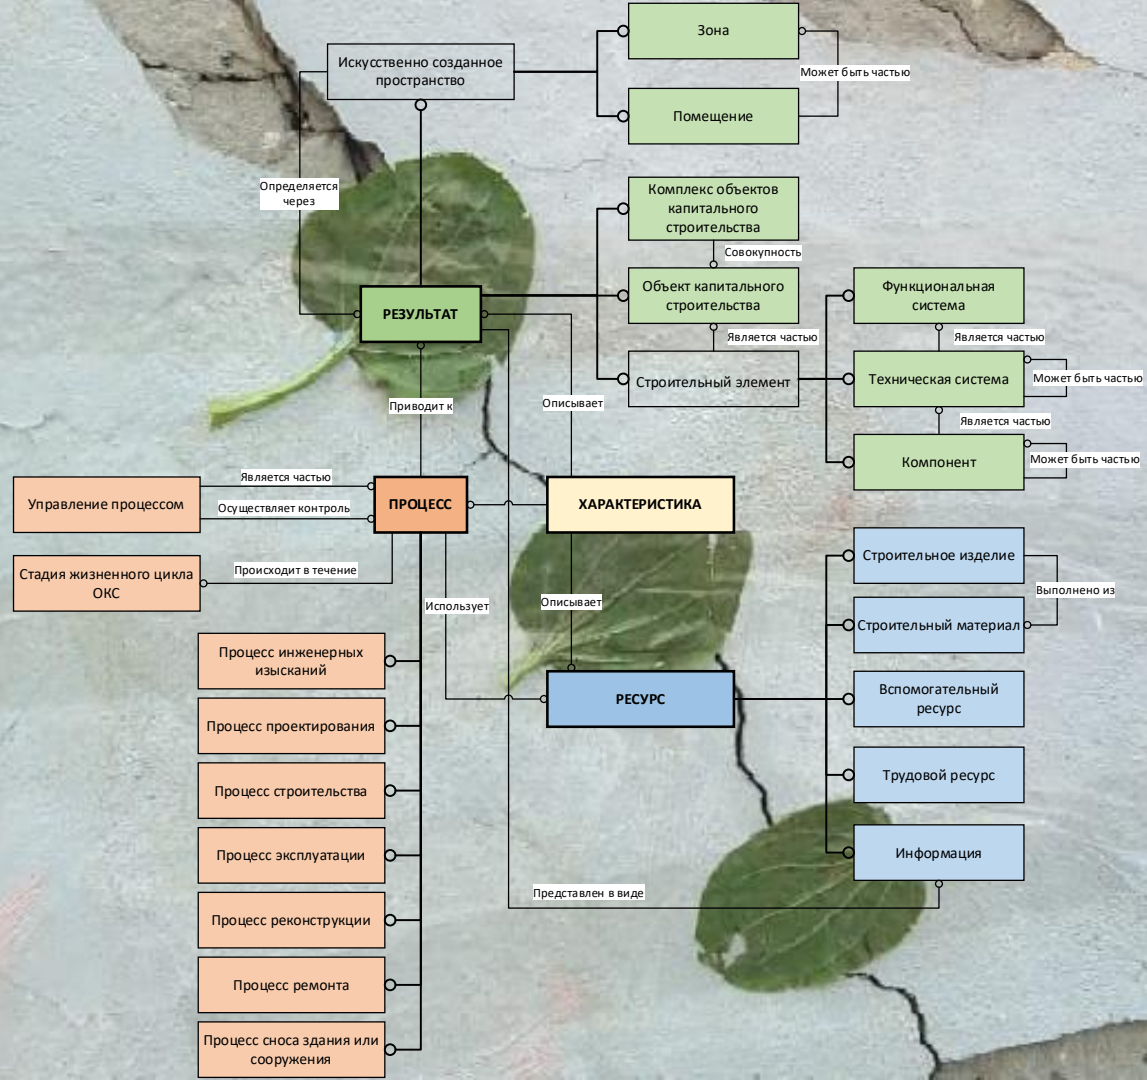 Зона
Искусственно созданное
пространство
Может быть частью
Помещение
Определяется
через
Комплекс объектов
капитального
строительства
Совокупность
Объект капитального
строительства
Функциональная
система
РЕЗУЛЬТАТ
Является частью
Является частью
Строительный элемент
Техническая система
Может быть частью
Приводит к
Описывает
Является частью
Компонент
Может быть частью
Является частью
Управление процессом
ПРОЦЕСС
ХАРАКТЕРИСТИКА
Осуществляет контроль
Строительное изделие
Стадия жизненного цикла
ОКС
Происходит в течение
Выполнено из
Использует
Описывает
Строительный материал
Процесс инженерных
изысканий
РЕСУРС
Вспомогательный
ресурс
Процесс проектирования
Трудовой ресурс
Процесс строительства
Процесс эксплуатации
Информация
Представлен в виде
Процесс реконструкции
Процесс ремонта
Процесс сноса здания или
сооружения